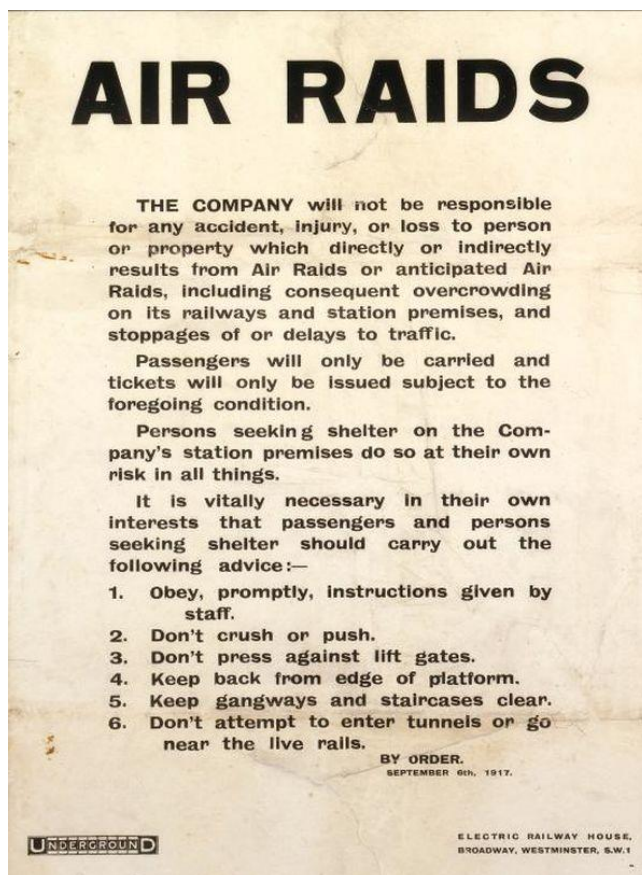 AIR RAIDS
THE COMPANY will not be responsible
for any accident, injury, or loss to person
or property which directly or indirectly
results from Air Raids or anticipated Air
Raids, including consequent overcrowding
on its railways and station premises, and
stoppages of or delays to traffic.
Passengers will only be carried and
tickets will only be issued subject to the
foregoing condition.
Persons seeking shelter on the Com-
pany's station premises do so at their own
risk in all things.
It is vitally necessary in their own
interests that passengers and persons
seeking shelter should carry out the
following advice:—
1. Obey, promptly, instructions given by
staff.
2. Don't crush or push.
3. Don't press against lift gates.
4. Keep back from edge of platform.
5. Keep gangways and staircases clear.
6. Don't attempt to enter tunnels or go
near the live rails.
BY ORDER.
SEPTEMBER 6th, 1917.
UNDERGROUND
ELECTRIC RAILWAY HOUSE,
BROADWAY, WESTMINSTER, S.W.1